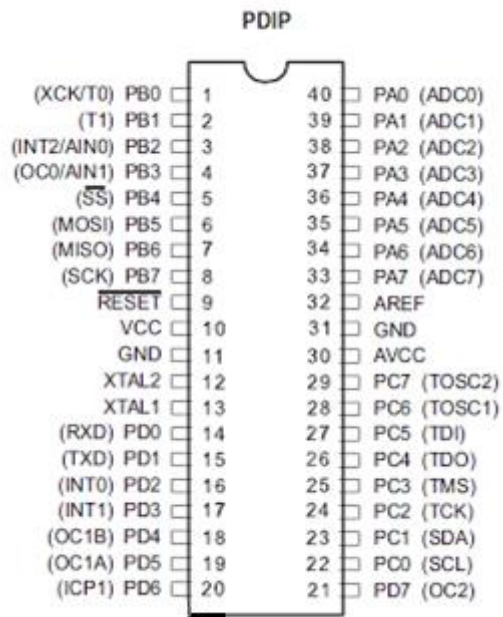 PDIP
(XCK/T0) PB0 1 40 PA0 (ADC0)
(T1) PB1 2 39 PA1 (ADC1)
(INT2/AIN0) PB2 3 38 PA2 (ADC2)
(OC0/AIN1) PB3 4 37 PA3 (ADC3)
(SS) PB4 5 36 PA4 (ADC4)
(MOSI) PB5 6 35 PA5 (ADC5)
(MISO) PB6 7 34 PA6 (ADC6)
(SCK) PB7 8 33 PA7 (ADC7)
RESET 9 32 AREF
VCC 10 31 GND
GND 11 30 AVCC
XTAL2 12 29 PC7 (TOSC2)
XTAL1 13 28 PC6 (TOSC1)
(RXD) PD0 14 27 PC5 (TDI)
(TXD) PD1 15 26 PC4 (TDO)
(INT0) PD2 16 25 PC3 (TMS)
(INT1) PD3 17 24 PC2 (TCK)
(OC1B) PD4 18 23 PC1 (SDA)
(OC1A) PD5 19 22 PC0 (SCL)
(ICP1) PD6 20 21 PD7 (OC2)